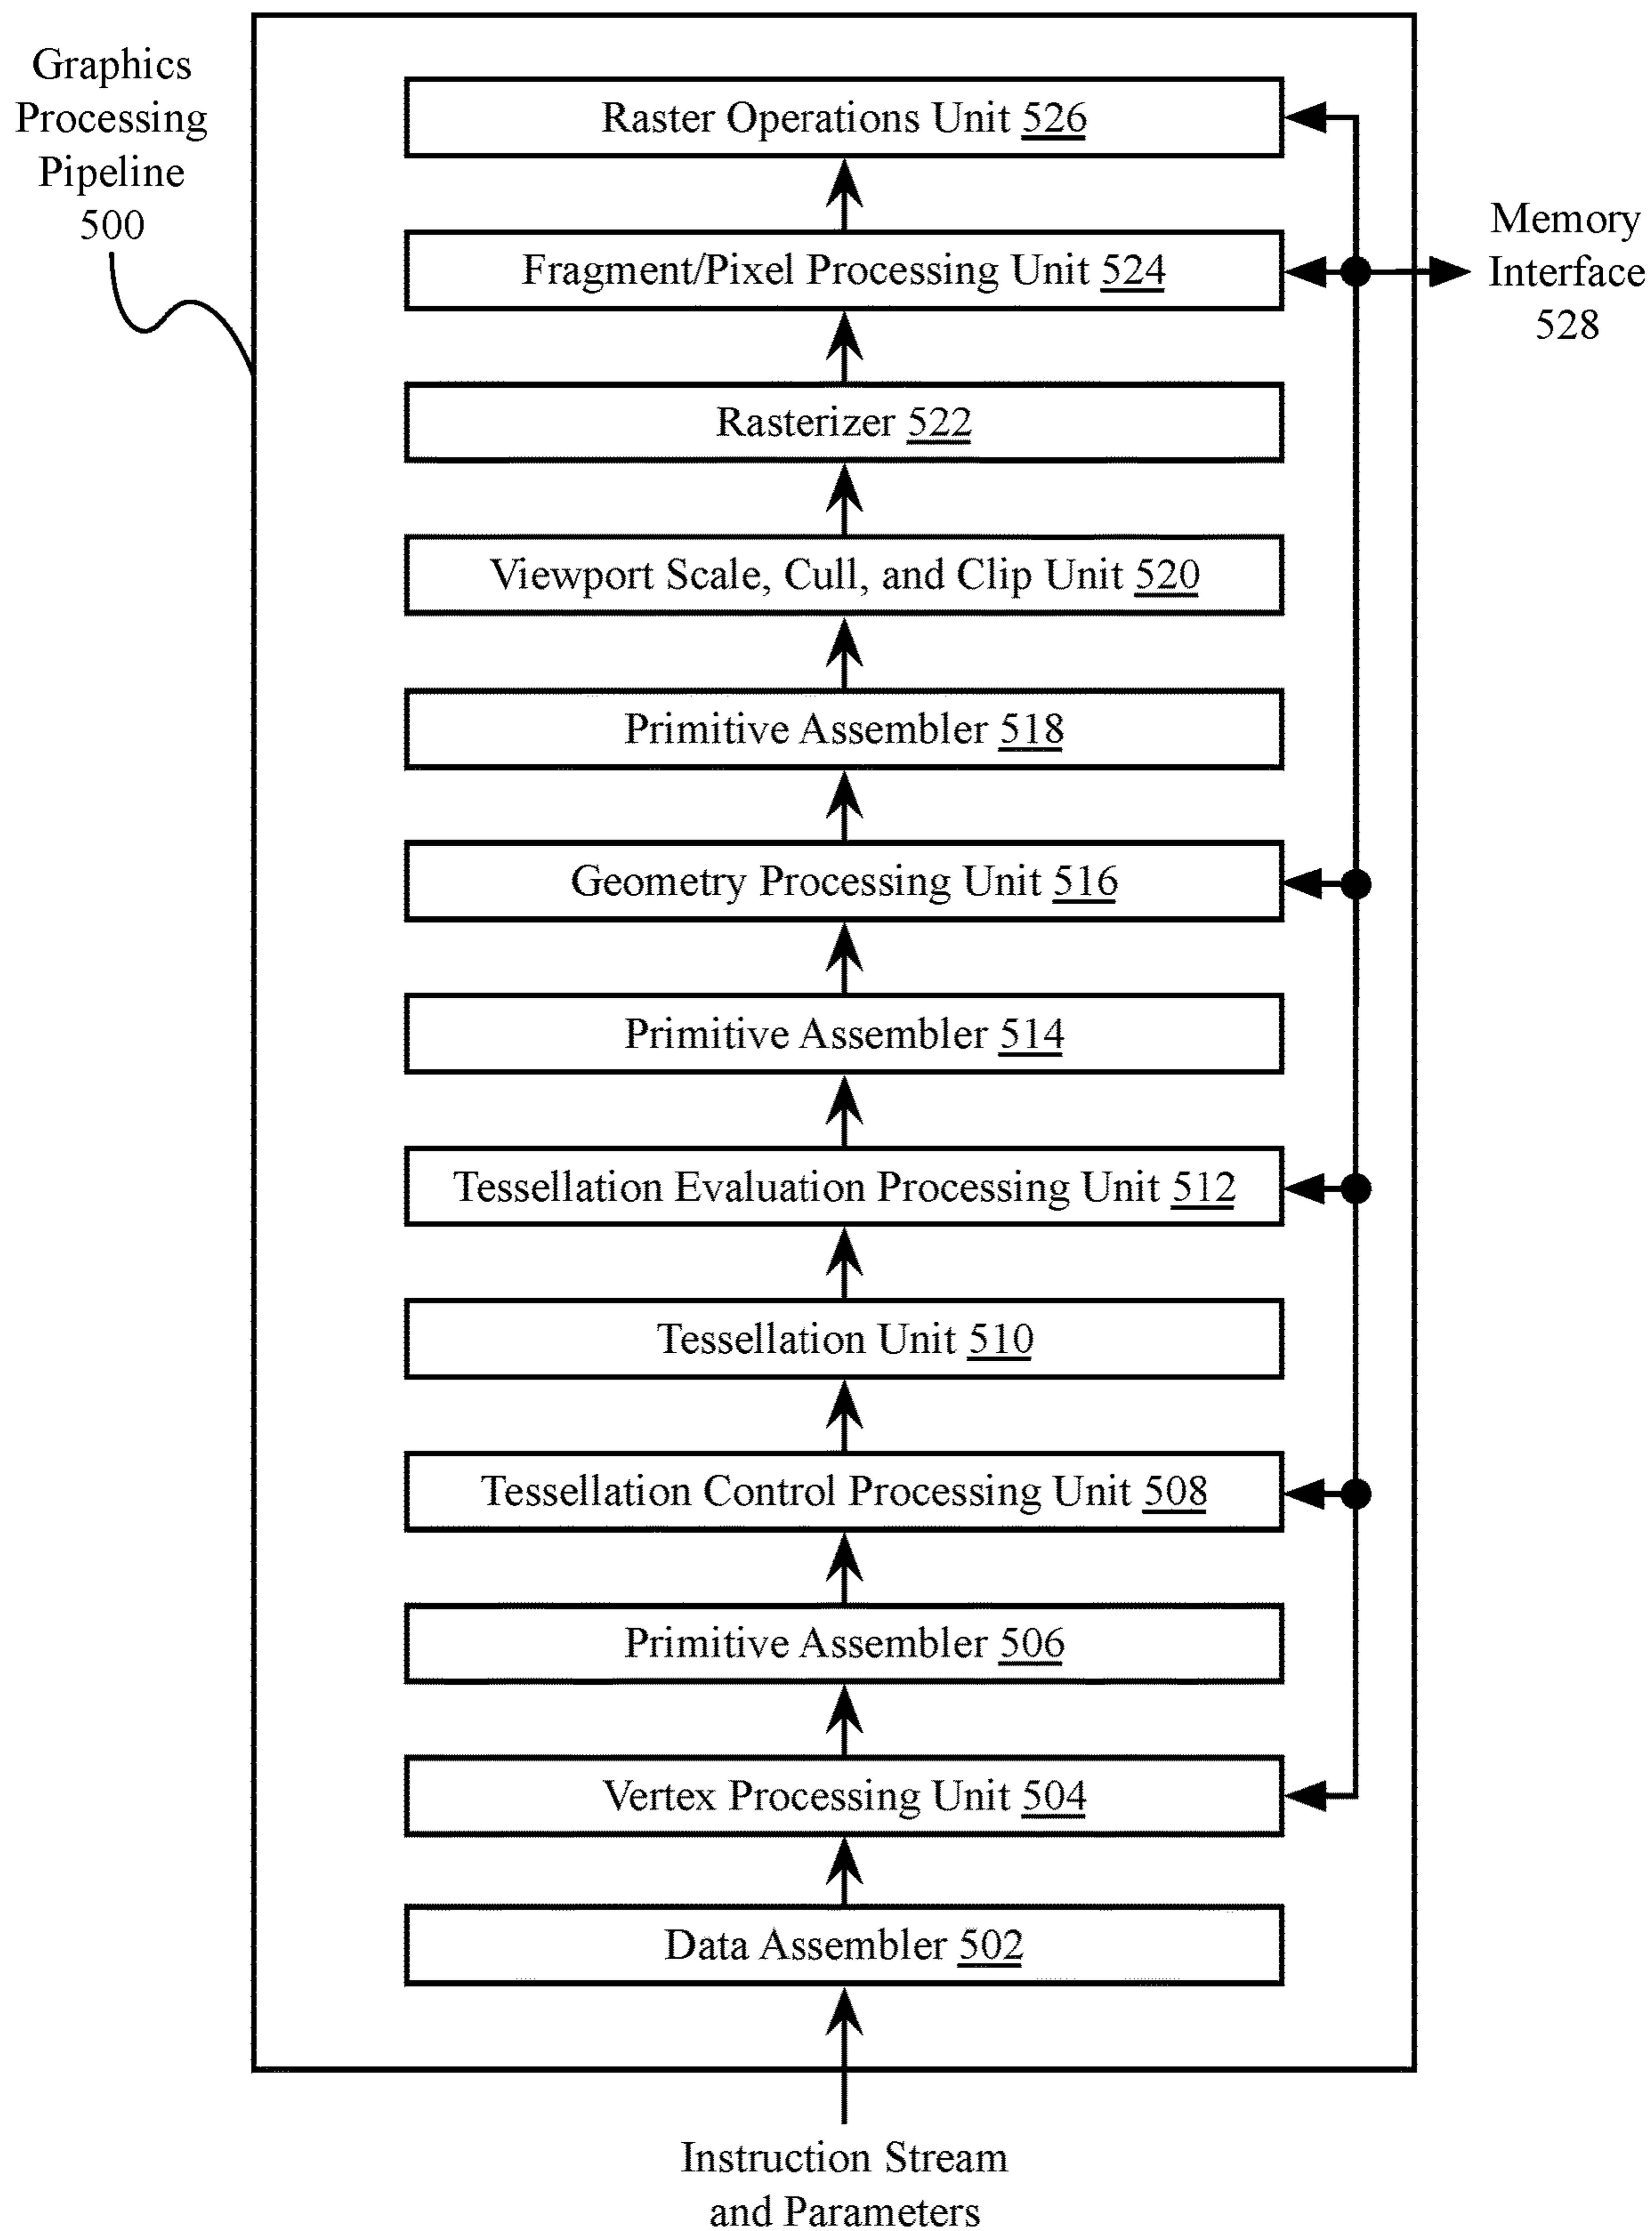 Graphics
Processing
Pipeline
500
Raster Operations Unit 526
Fragment/Pixel Processing Unit 524
Memory
Interface
528
Rasterizer 522
Viewport Scale, Cull, and Clip Unit 520
Primitive Assembler 518
Geometry Processing Unit 516
Primitive Assembler 514
Tessellation Evaluation Processing Unit 512
Tessellation Unit 510
Tessellation Control Processing Unit 508
Primitive Assembler 506
Vertex Processing Unit 504
Data Assembler 502
Instruction Stream
and Parameters